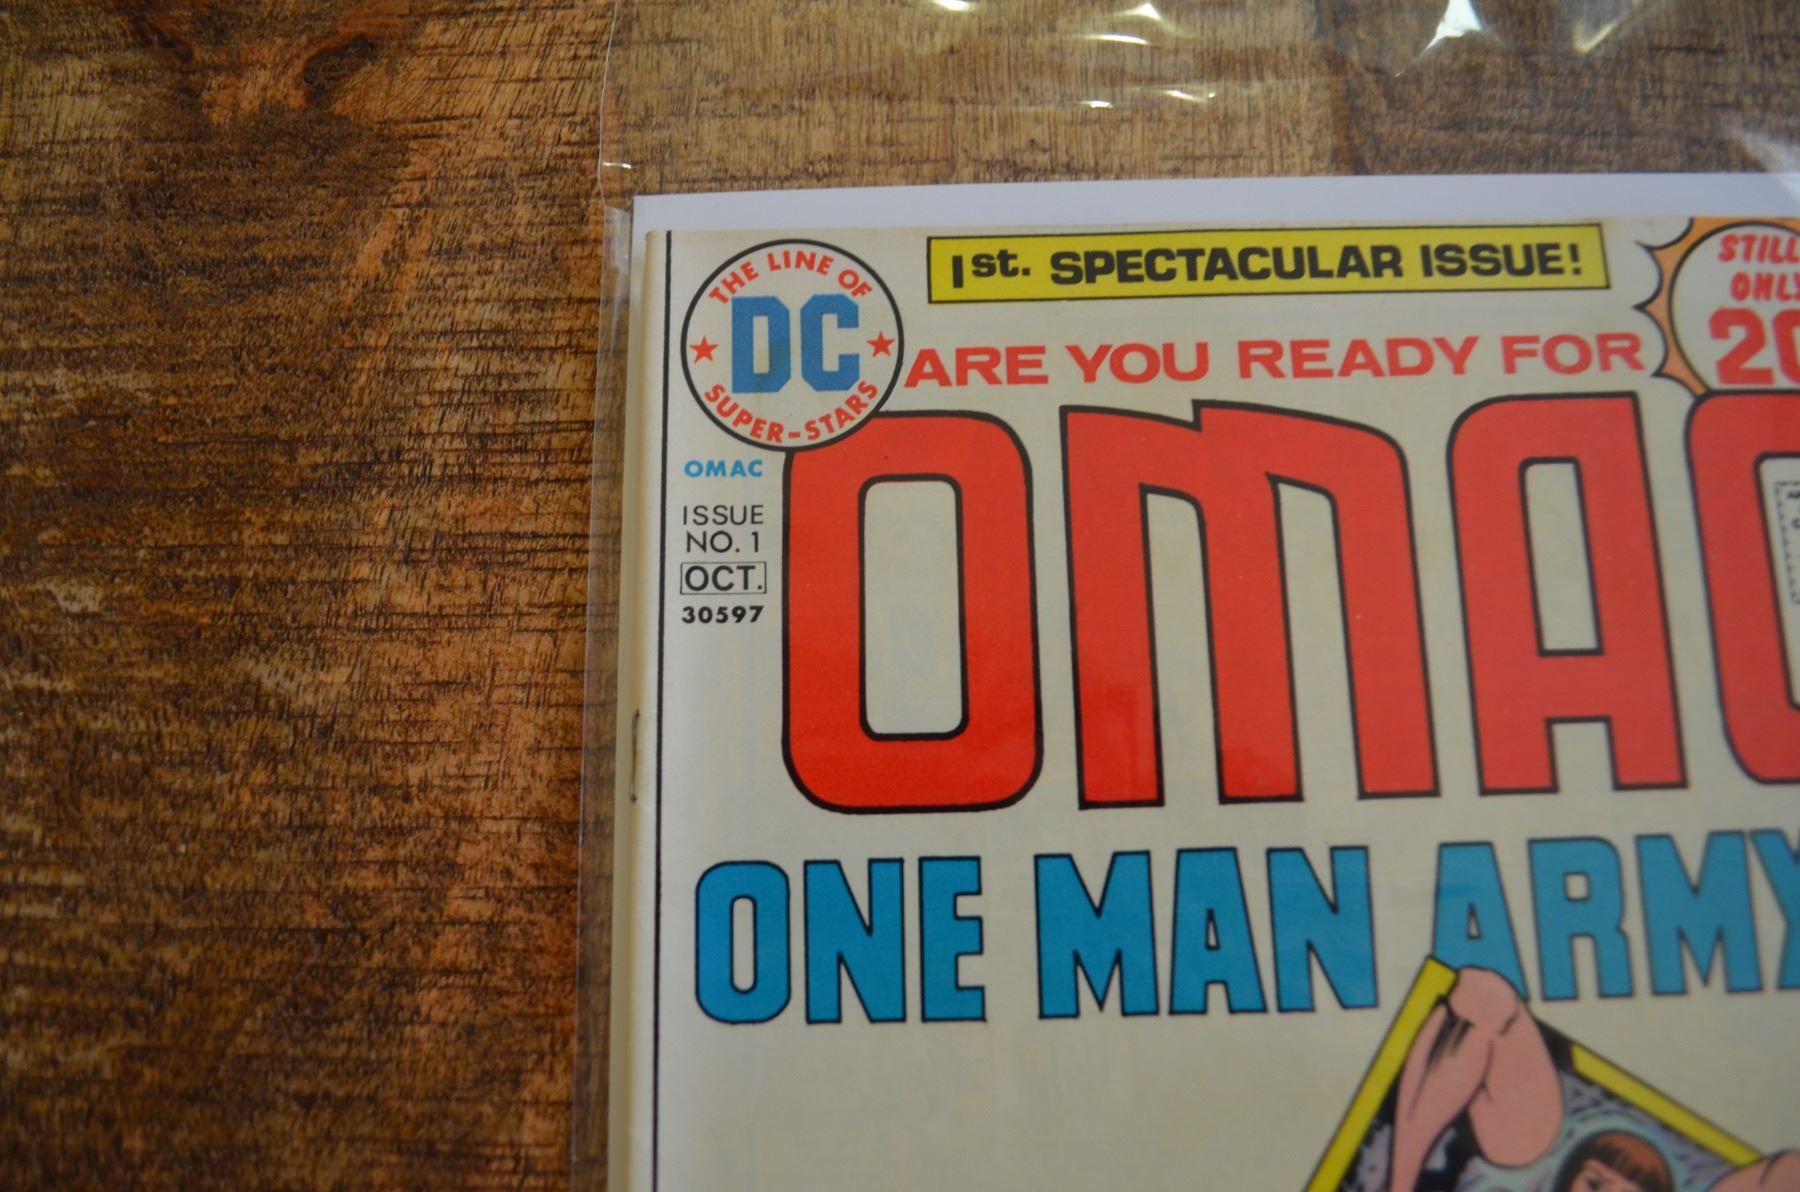 1st. SPECTACULAR ISSUE!
STILL
ONLY
20
THE LINE OF
DC
SUPER-STARS
ARE YOU READY FOR
OMAC
OMAC
ISSUE
NO. 1
OCT.
30597
ONE MAN ARMY